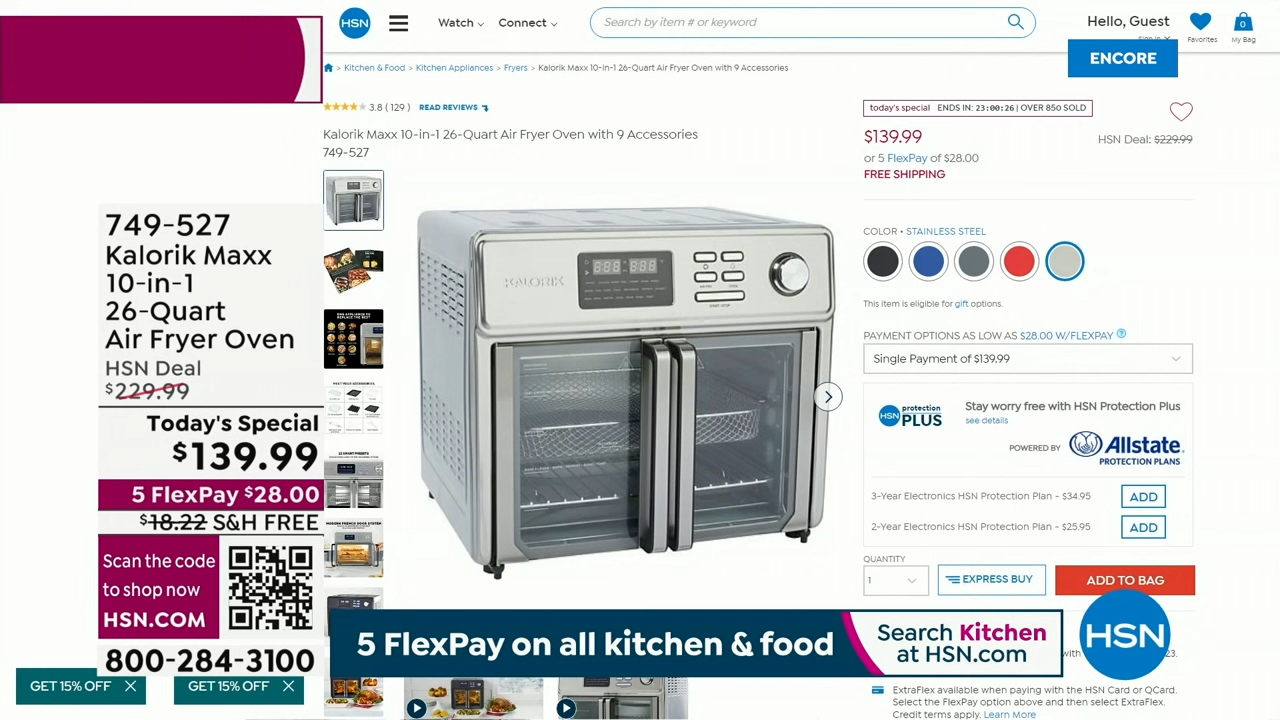 HSN
Watch
Connect
Search by item # or keyword
Hello, Guest
Sign In
Favorites
0
My Bag
ENCORE
> Kitchen & Food > Kitchen Appliances > Fryers > Kalorik Maxx 10-in-1 26-Quart Air Fryer Oven with 9 Accessories
3.8 ( 129 )
READ REVIEWS
Kalorik Maxx 10-in-1 26-Quart Air Fryer Oven with 9 Accessories
749-527
today's special ENDS IN: 23:00:26 | OVER 850 SOLD
$139.99
HSN Deal: $229.99
or 5 FlexPay of $28.00
FREE SHIPPING
COLOR • STAINLESS STEEL
This item is eligible for gift options.
PAYMENT OPTIONS AS LOW AS $28.00 W/FLEXPAY
Single Payment of $139.99
HSN protection PLUS
Stay worry free with HSN Protection Plus
see details
POWERED BY
Allstate
PROTECTION PLANS
3-Year Electronics HSN Protection Plan - $34.95
ADD
2-Year Electronics HSN Protection Plan - $25.95
ADD
QUANTITY
1
EXPRESS BUY
ADD TO BAG
KALORIK
749-527
Kalorik Maxx
10-in-1
26-Quart
Air Fryer Oven
HSN Deal
$229.99
Today's Special
$139.99
5 FlexPay $28.00
$18.22 S&H FREE
Scan the code
to shop now
HSN.COM
800-284-3100
GET 15% OFF
GET 15% OFF
5 FlexPay on all kitchen & food
Search Kitchen
at HSN.com
HSN
ExtraFlex available when paying with the HSN Card or QCard.
Select the FlexPay option above and then select ExtraFlex.
Credit terms apply. Learn More